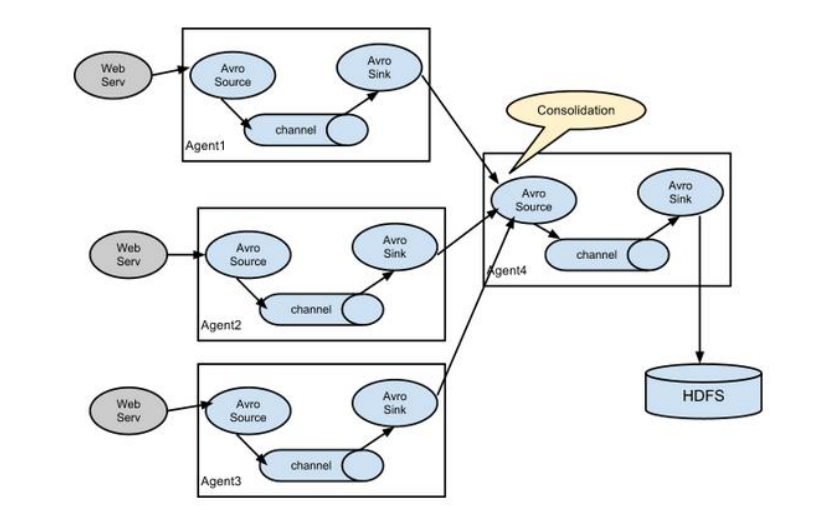 Web
Serv
Avro
Source
Avro
Sink
channel
Agent1
Consolidation
Avro
Source
Avro
Sink
channel
Agent4
Web
Serv
Avro
Source
Avro
Sink
channel
Agent2
HDFS
Web
Serv
Avro
Source
Avro
Sink
channel
Agent3